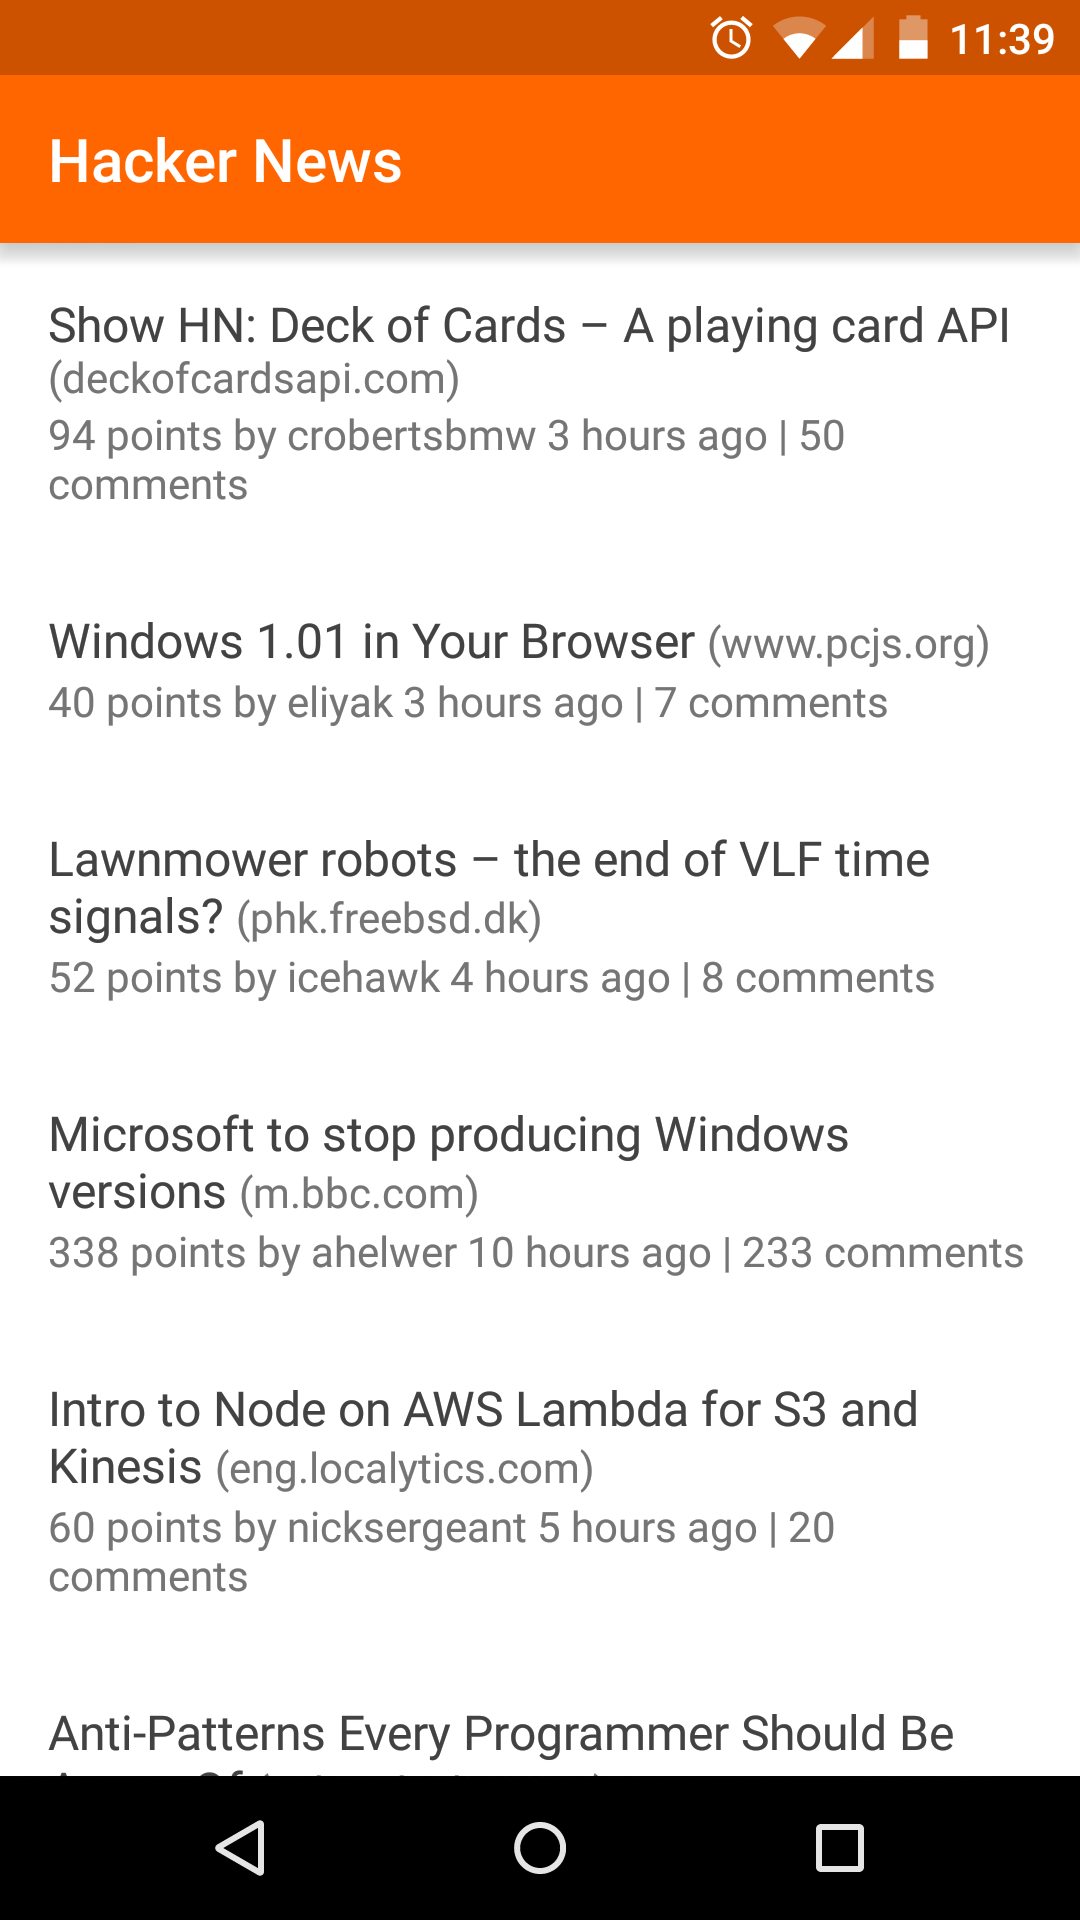 11:39
Hacker News
Show HN: Deck of Cards – A playing card API
(deckofcardsapi.com)
94 points by crobertsbmw 3 hours ago | 50
comments
Windows 1.01 in Your Browser (www.pcjs.org)
40 points by eliyak 3 hours ago | 7 comments
Lawnmower robots – the end of VLF time
signals? (phk.freebsd.dk)
52 points by icehawk 4 hours ago | 8 comments
Microsoft to stop producing Windows
versions (m.bbc.com)
338 points by ahelwer 10 hours ago | 233 comments
Intro to Node on AWS Lambda for S3 and
Kinesis (eng.localytics.com)
60 points by nicksergeant 5 hours ago | 20
comments
Anti-Patterns Every Programmer Should Be